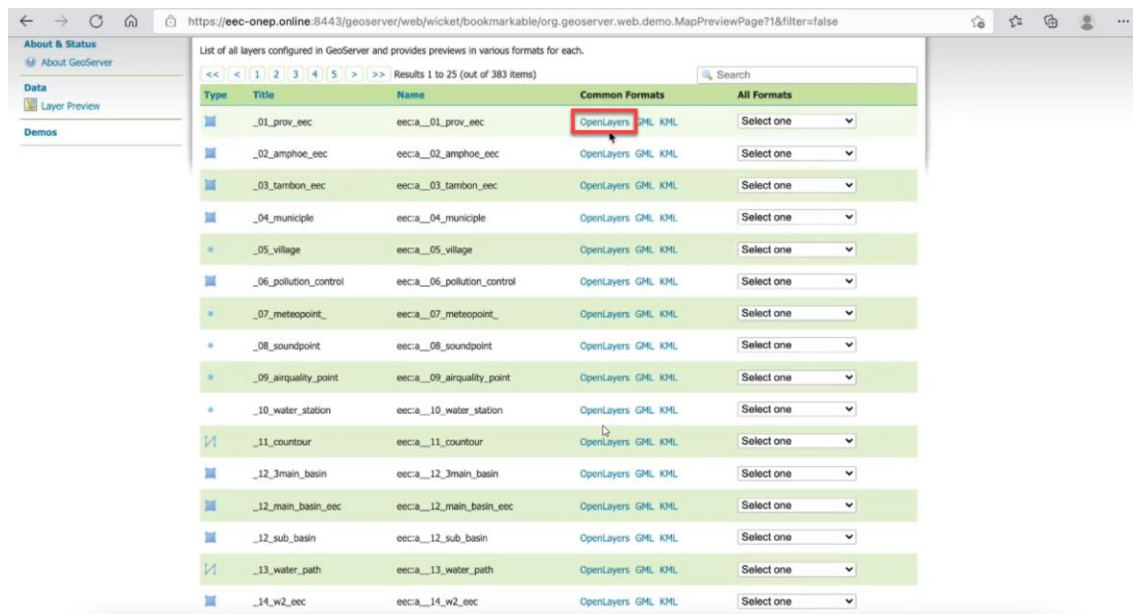 https://eec-onep.online:8443/geoserver/web/wicket/bookmarkable/org.geoserver.web.demo.MapPreviewPage?1&filter=false
About & Status
About GeoServer
Data
Layer Preview
Demos
List of all layers configured in GeoServer and provides previews in various formats for each.
<< < 1 2 3 4 5 > >> Results 1 to 25 (out of 383 items) Search
Type Title Name Common Formats All Formats
_01_prov_eec eec:a__01_prov_eec OpenLayers GML KML Select one
_02_amphoe_eec eec:a__02_amphoe_eec OpenLayers GML KML Select one
_03_tambon_eec eec:a__03_tambon_eec OpenLayers GML KML Select one
_04_municiple eec:a__04_municiple OpenLayers GML KML Select one
_05_village eec:a__05_village OpenLayers GML KML Select one
_06_pollution_control eec:a__06_pollution_control OpenLayers GML KML Select one
_07_meteopoint_ eec:a__07_meteopoint_ OpenLayers GML KML Select one
_08_soundpoint eec:a__08_soundpoint OpenLayers GML KML Select one
_09_airquality_point eec:a__09_airquality_point OpenLayers GML KML Select one
_10_water_station eec:a__10_water_station OpenLayers GML KML Select one
_11_countour eec:a__11_countour OpenLayers GML KML Select one
_12_3main_basin eec:a__12_3main_basin OpenLayers GML KML Select one
_12_main_basin_eec eec:a__12_main_basin_eec OpenLayers GML KML Select one
_12_sub_basin eec:a__12_sub_basin OpenLayers GML KML Select one
_13_water_path eec:a__13_water_path OpenLayers GML KML Select one
_14_w2_eec eec:a__14_w2_eec OpenLayers GML KML Select one